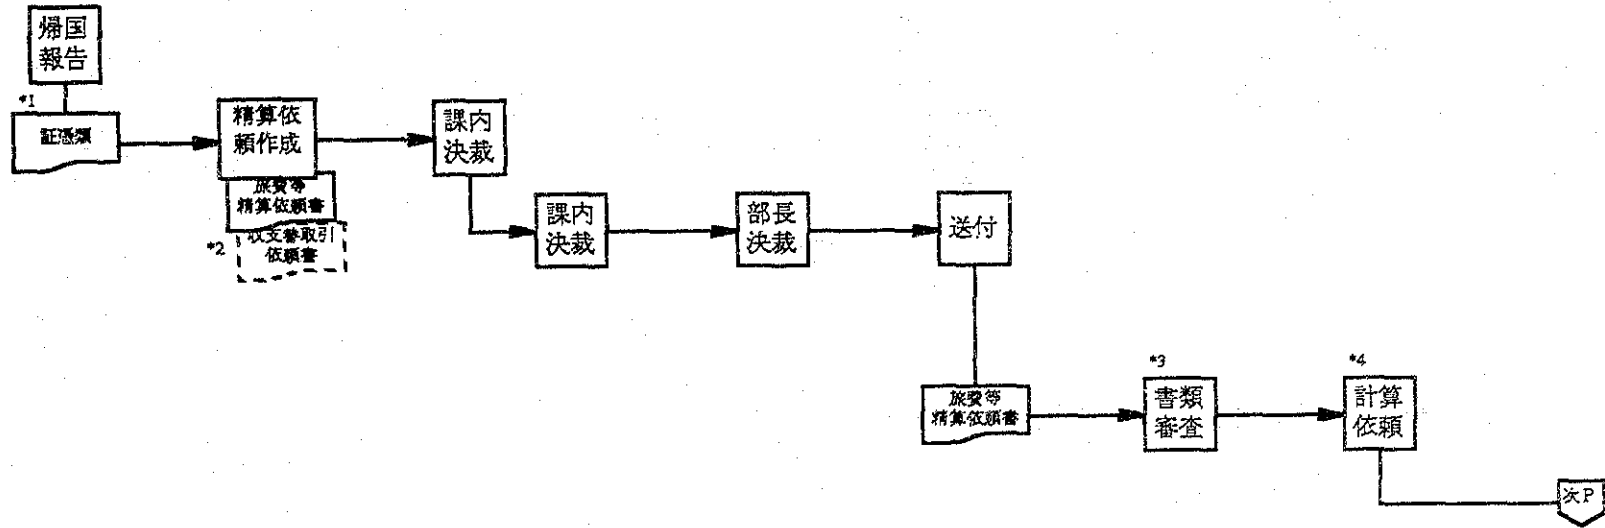 帰国
報告
*1
証憑類
精算依
頼作成
旅費等
精算依頼書
*2
収支替取引
依頼書
課内
決裁
課内
決裁
部長
決裁
送付
旅費等
精算依頼書
*3
書類
審査
*4
計算
依頼
次P